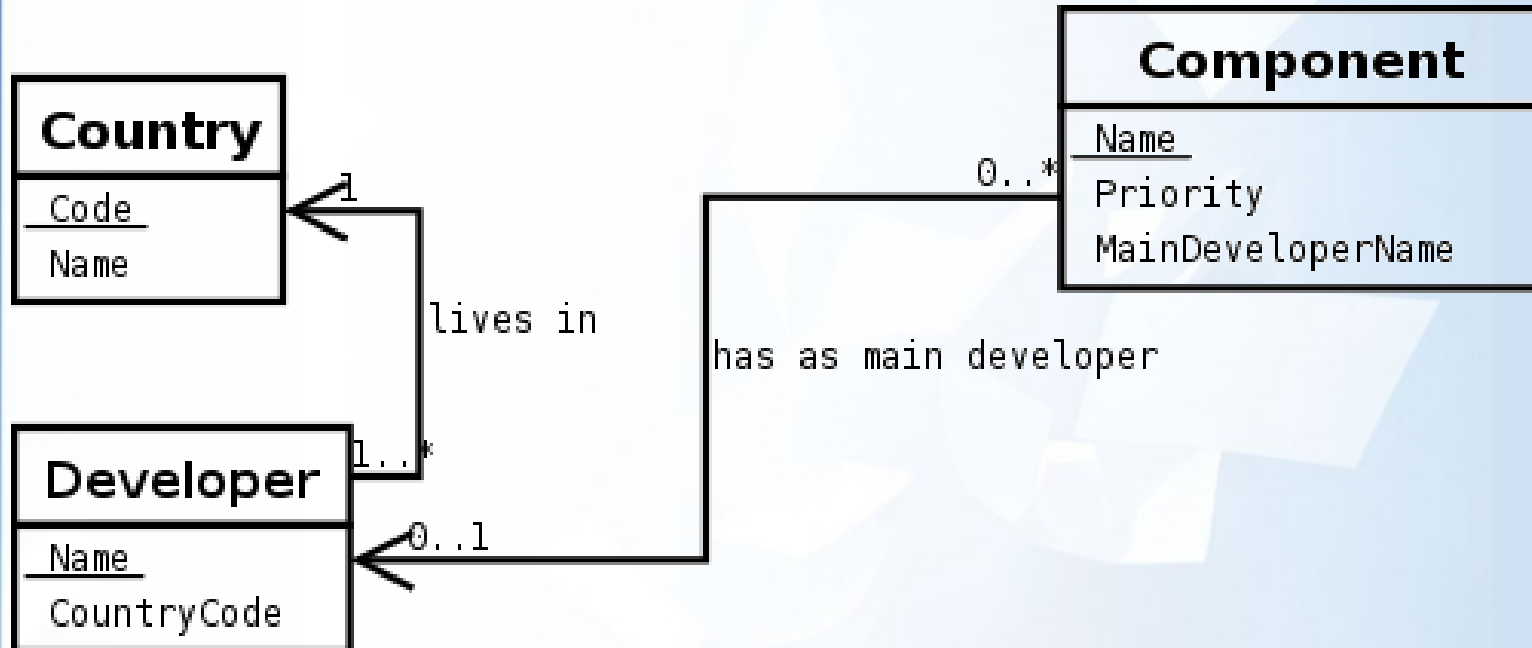 Country
Code
Name
1
lives in
Developer
1..*
Name
CountryCode
0..1
has as main developer
0..*
Component
Name
Priority
MainDeveloperName